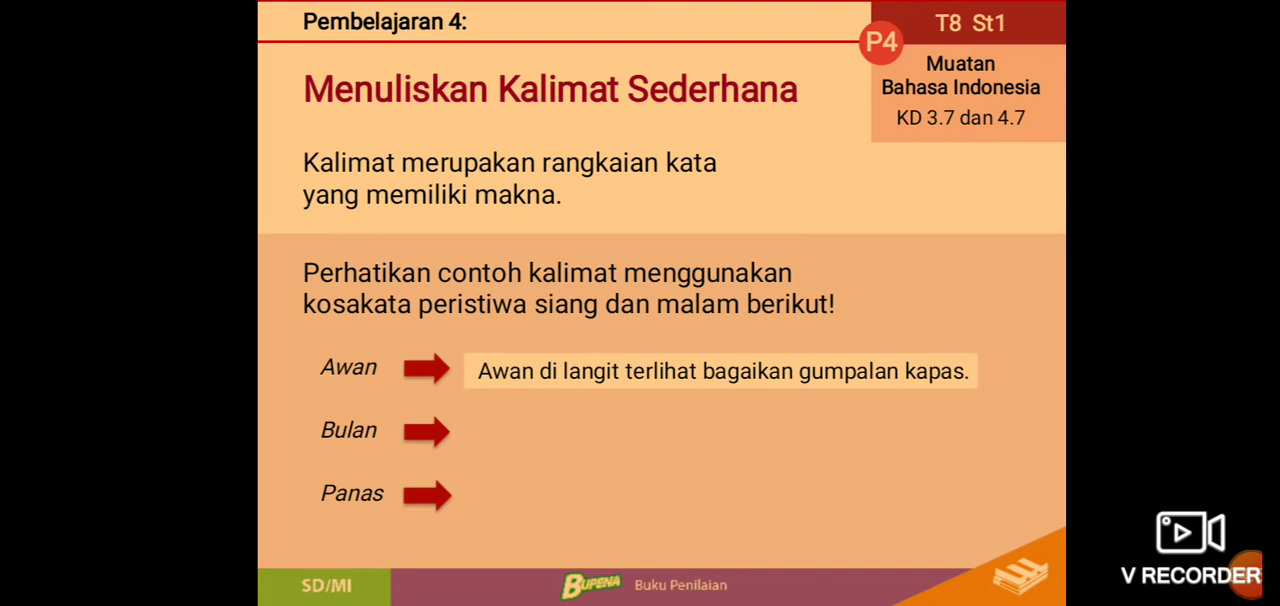 Pembelajaran 4:
T8 St1
P4
Muatan
Bahasa Indonesia
KD 3.7 dan 4.7
Menuliskan Kalimat Sederhana
Kalimat merupakan rangkaian kata
yang memiliki makna.
Perhatikan contoh kalimat menggunakan
kosakata peristiwa siang dan malam berikut!
Awan
Awan di langit terlihat bagaikan gumpalan kapas.
Bulan
Panas
SD/MI
BUPENA
Buku Penilaian
V RECORDER